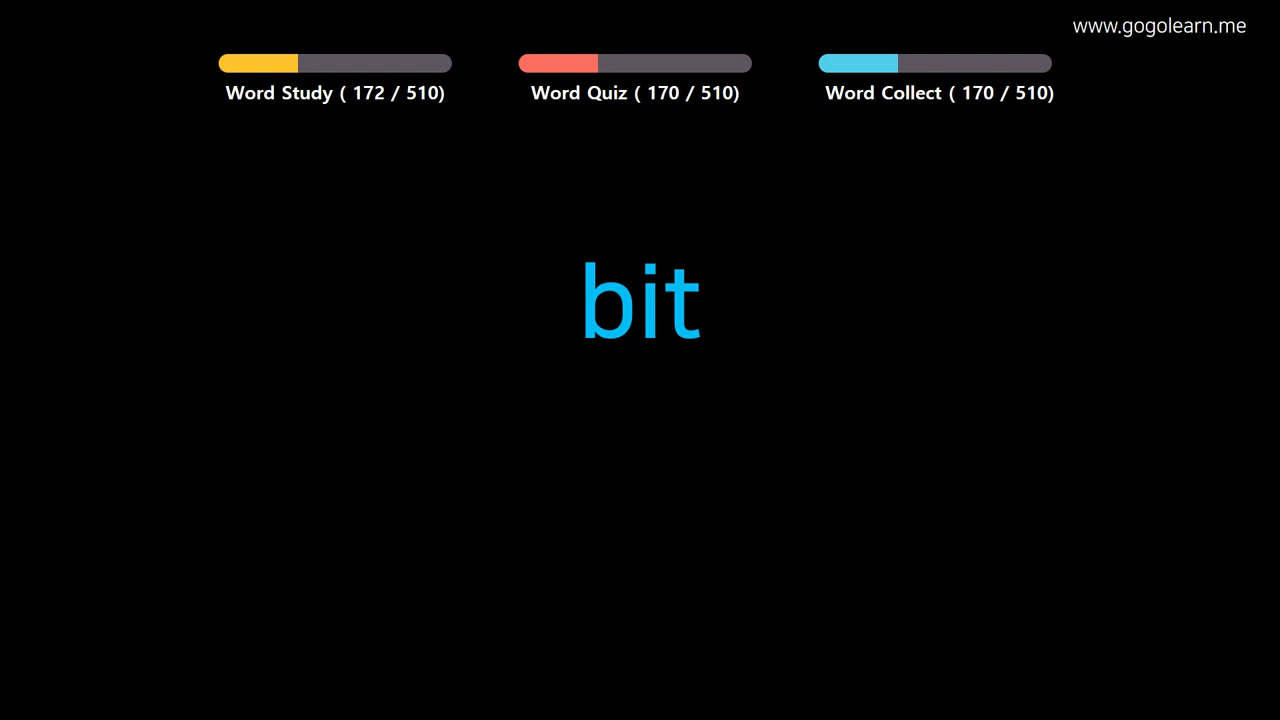 www.gogolearn.me
Word Study ( 172 / 510) Word Quiz ( 170 / 510) Word Collect ( 170 / 510)
bit